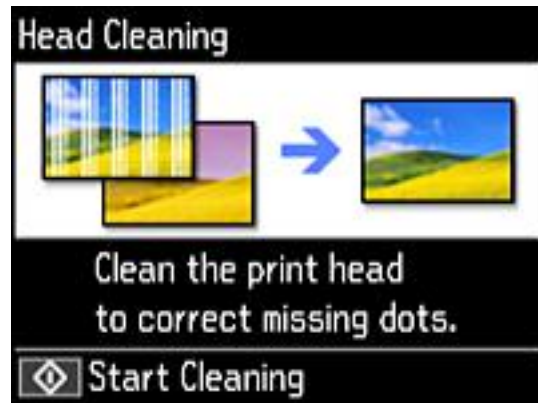 Head Cleaning
Clean the print head
to correct missing dots.
Start Cleaning